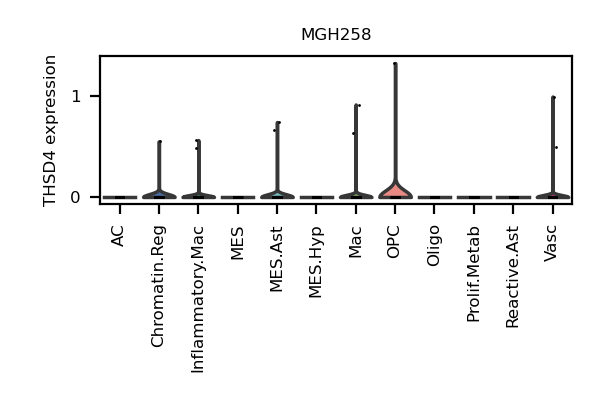 MGH258
THSD4 expression
1
0
AC
Chromatin.Reg
Inflammatory.Mac
MES
MES.Ast
MES.Hyp
Mac
OPC
Oligo
Prolif.Metab
Reactive.Ast
Vasc